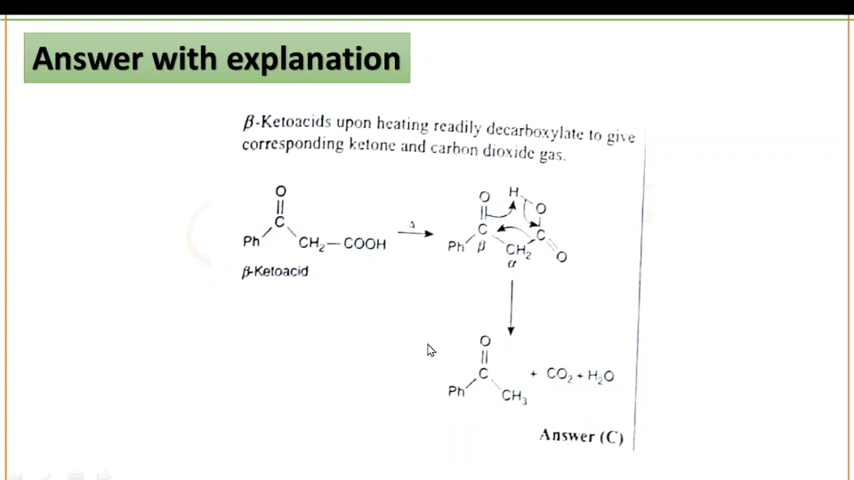 Answer with explanation
β-Ketoacids upon heating readily decarboxylate to give
corresponding ketone and carbon dioxide gas.
O
C
Ph
CH₂—COOH
β-Ketoacid
O H O
C C
Ph β CH₂ O
α
O
C
Ph
CH₃
+ CO₂ + H₂O
Answer (C)